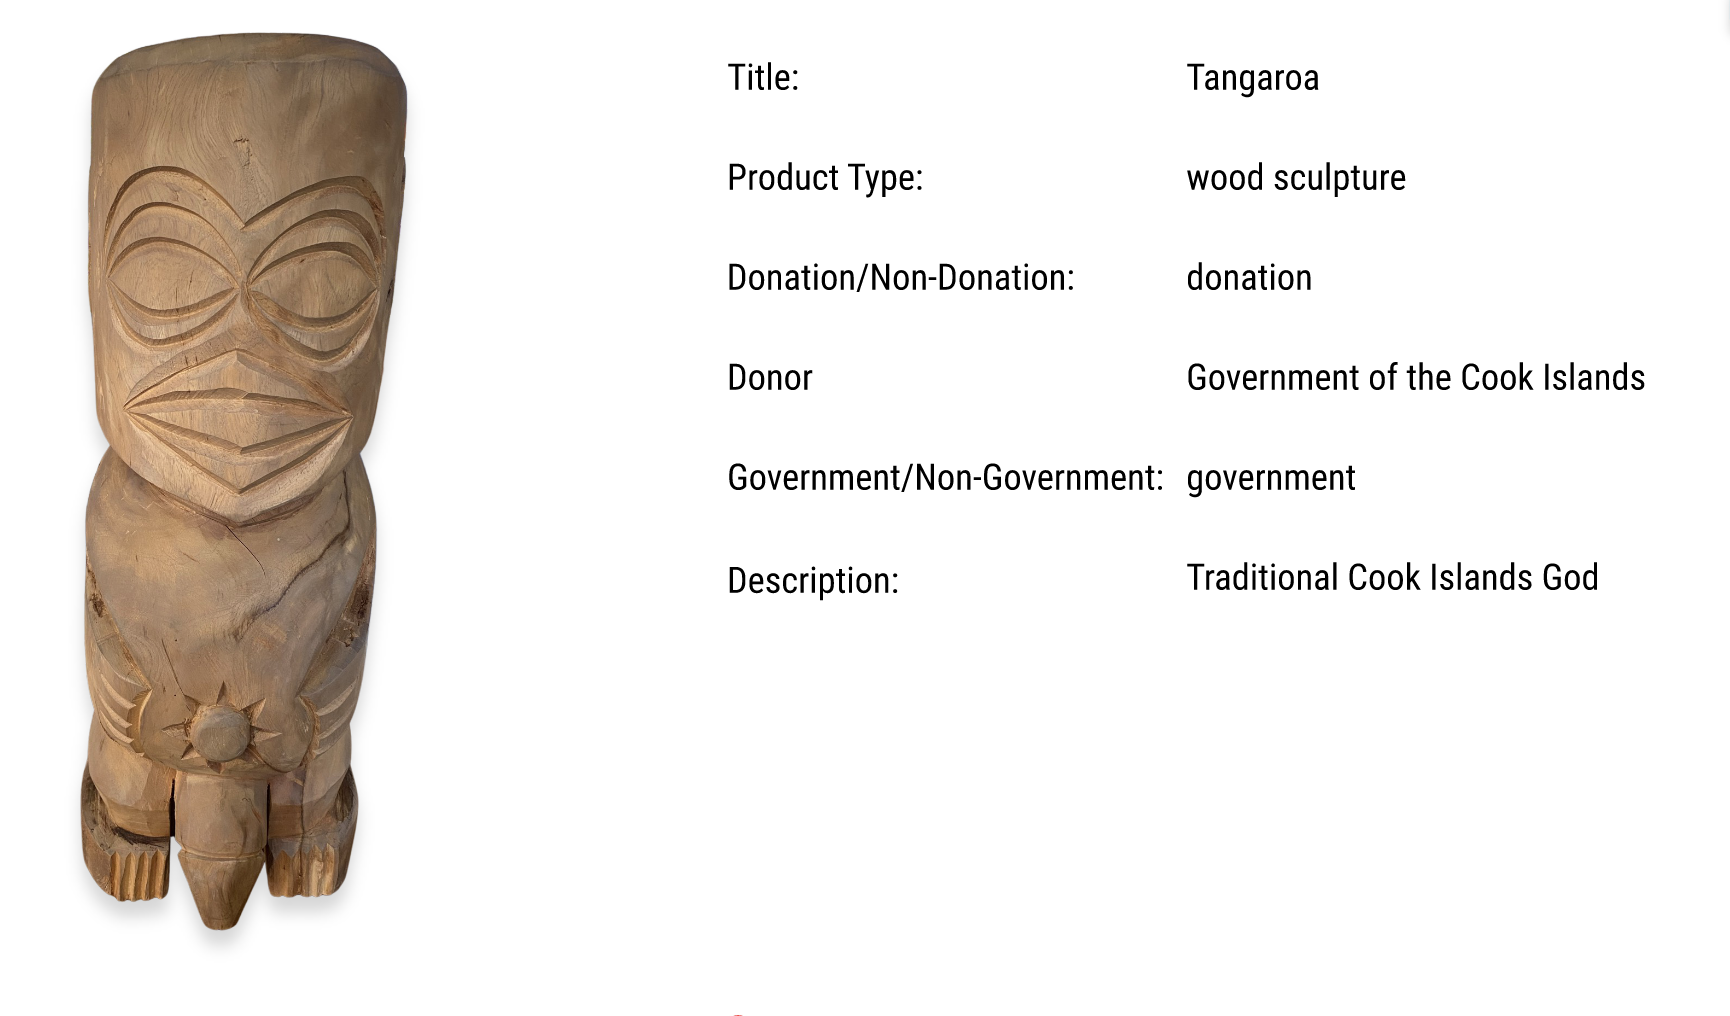 Title: Tangaroa
Product Type: wood sculpture
Donation/Non-Donation: donation
Donor Government of the Cook Islands
Government/Non-Government: government
Description: Traditional Cook Islands God